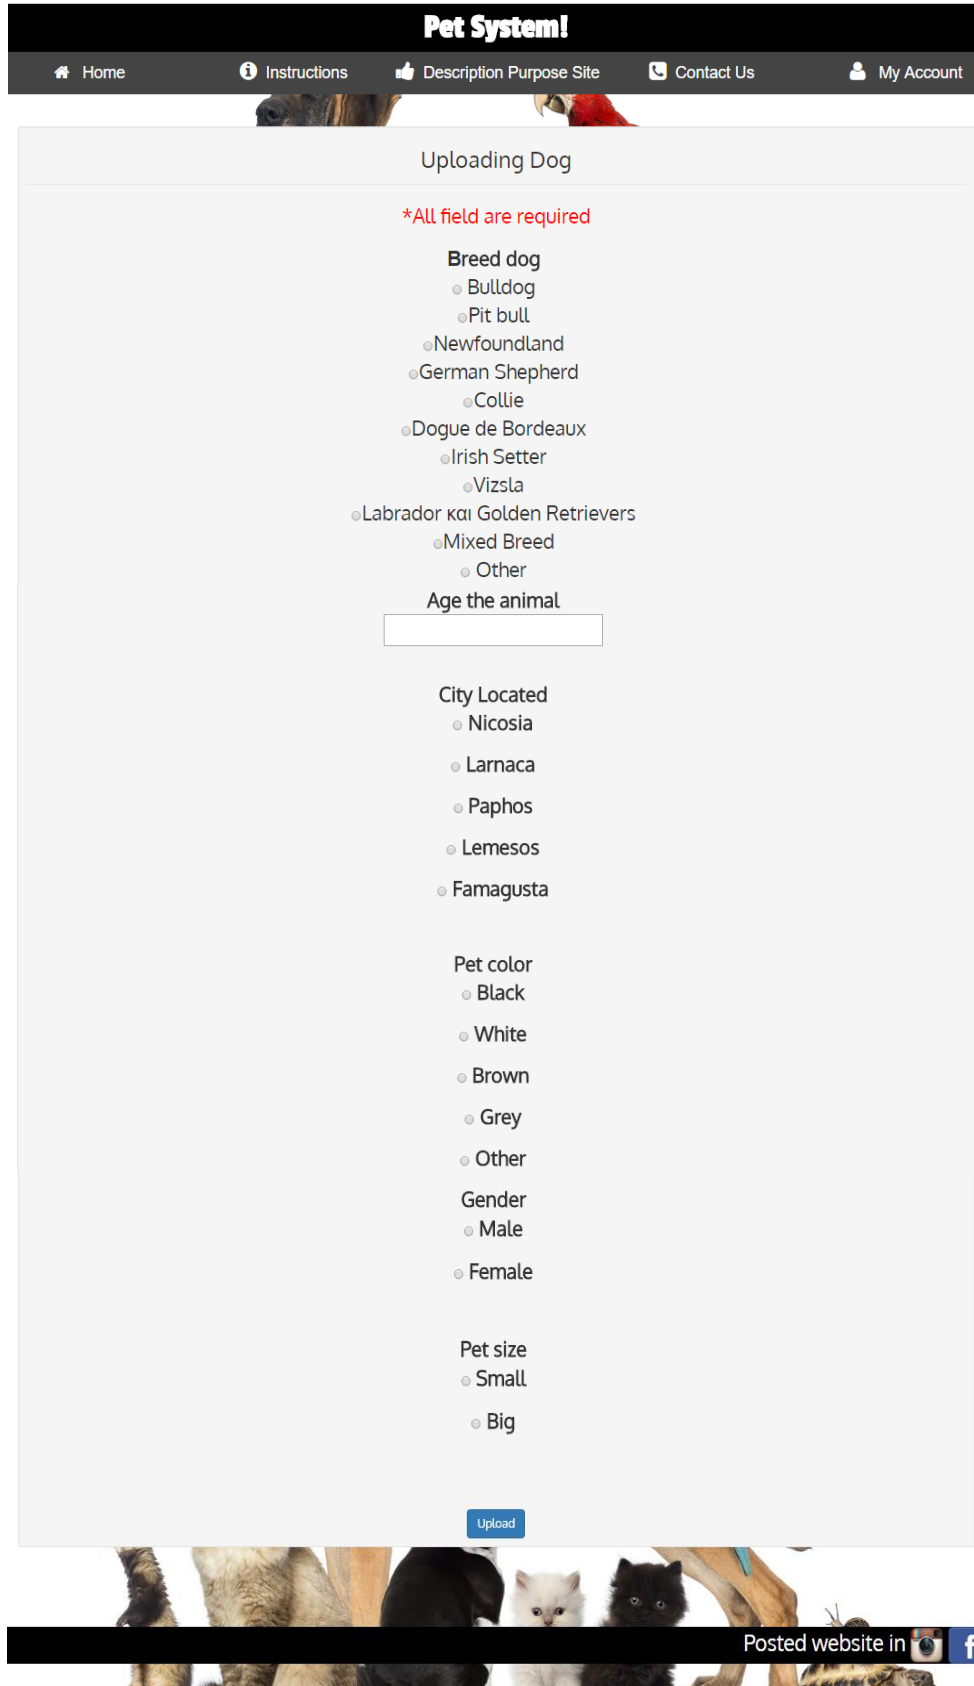 Pet System!
Home Instructions Description Purpose Site Contact Us My Account
Uploading Dog
*All field are required
Breed dog
Bulldog
Pit bull
Newfoundland
German Shepherd
Collie
Dogue de Bordeaux
Irish Setter
Vizsla
Labrador και Golden Retrievers
Mixed Breed
Other
Age the animal
City Located
Nicosia
Larnaca
Paphos
Lemesos
Famagusta
Pet color
Black
White
Brown
Grey
Other
Gender
Male
Female
Pet size
Small
Big
Upload
Posted website in